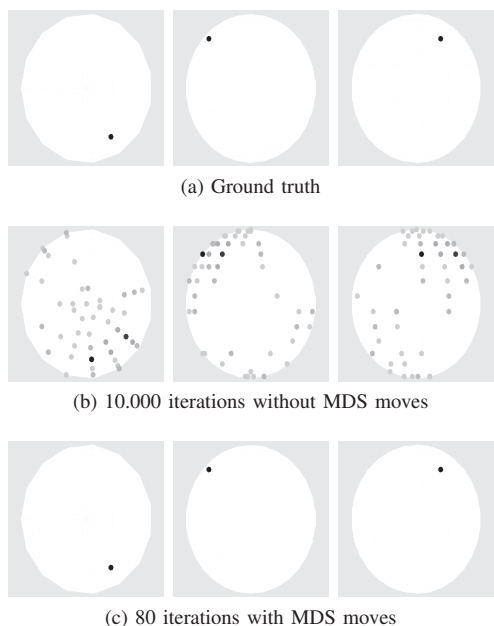 (a) Ground truth
(b) 10.000 iterations without MDS moves
(c) 80 iterations with MDS moves